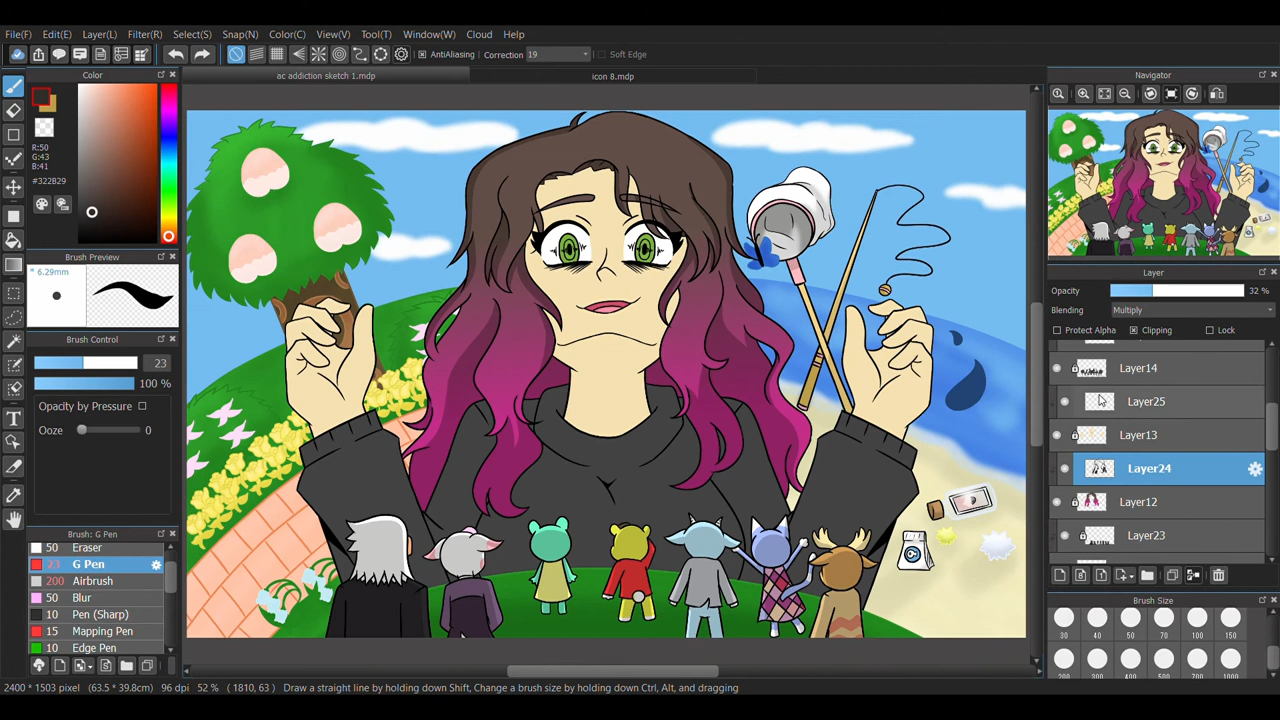 File(F) Edit(E) Layer(L) Filter(R) Select(S) Snap(N) Color(C) View(V) Tool(T) Window(W) Cloud Help
AntiAliasing Correction 19 Soft Edge
Color
ac addiction sketch 1.mdp
icon 8.mdp
Navigator
R:50
G:43
B:41
#322B29
Brush Preview
* 6.29mm
Brush Control
23
100 %
Opacity by Pressure
Ooze 0
Brush: G Pen
50 Eraser
23 G Pen
200 Airbrush
50 Blur
10 Pen (Sharp)
15 Mapping Pen
10 Edge Pen
Layer
Opacity 32 %
Blending Multiply
Protect Alpha Clipping Lock
Layer14
Layer25
Layer13
Layer24
Layer12
Layer23
Brush Size
30 40 50 70 100 150
2400 * 1503 pixel (63.5 * 39.8cm) 96 dpi 52 % ( 1810, 63 ) Draw a straight line by holding down Shift, Change a brush size by holding down Ctrl, Alt, and dragging